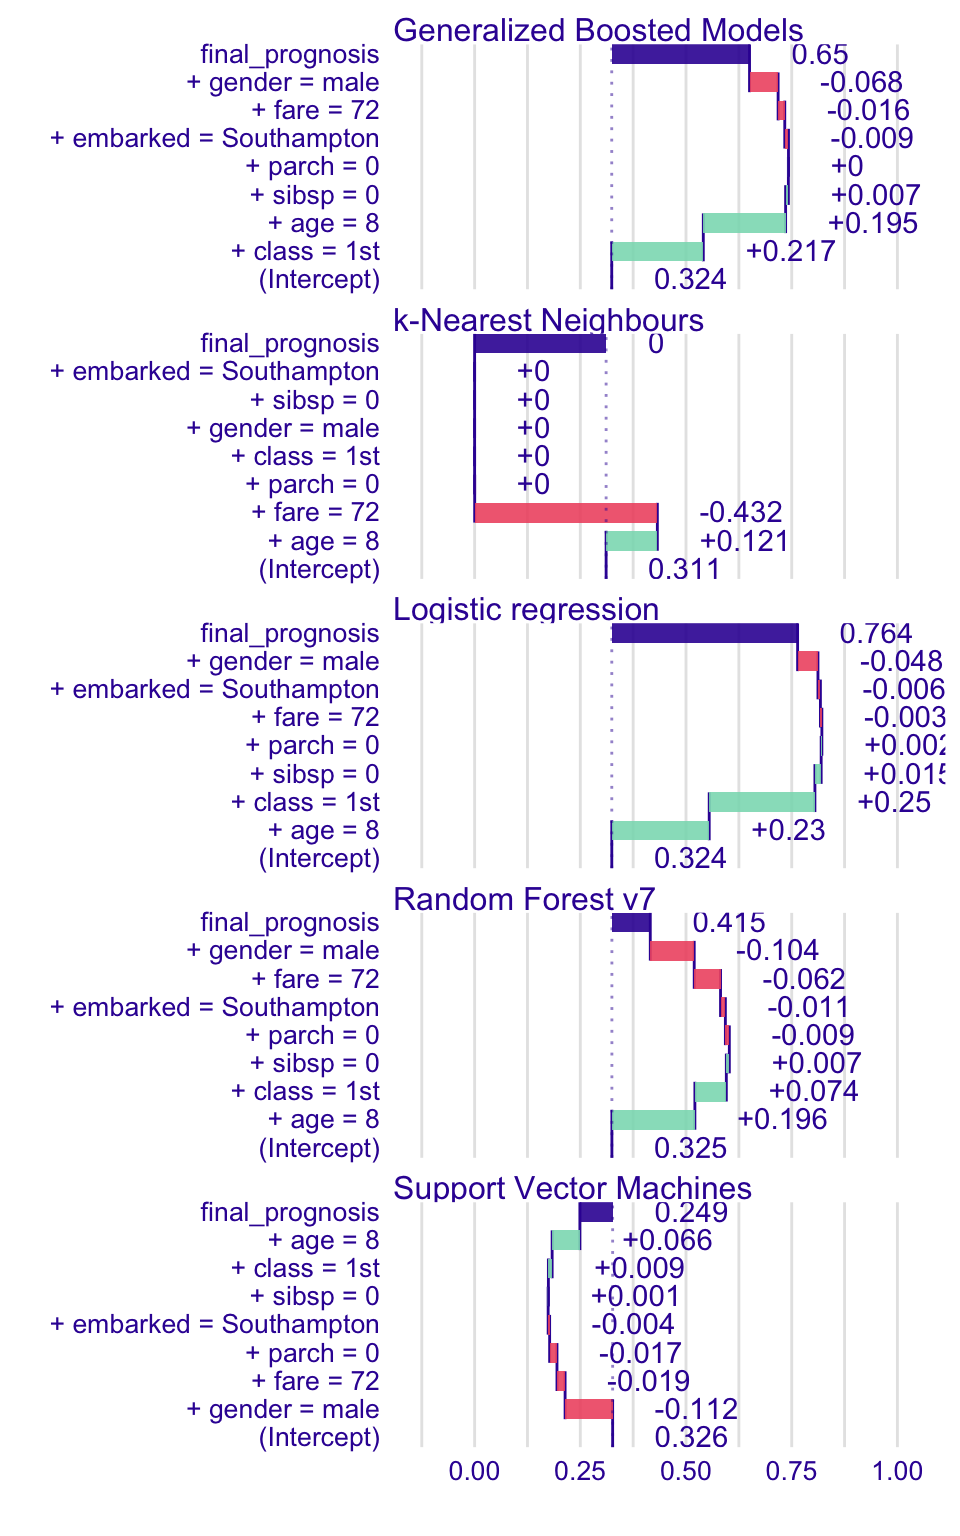 Generalized Boosted Models
final_prognosis 0.65
+ gender = male -0.068
+ fare = 72 -0.016
+ embarked = Southampton -0.009
+ parch = 0 +0
+ sibsp = 0 +0.007
+ age = 8 +0.195
+ class = 1st +0.217
(Intercept) 0.324
k-Nearest Neighbours
final_prognosis 0
+ embarked = Southampton +0
+ sibsp = 0 +0
+ gender = male +0
+ class = 1st +0
+ parch = 0 +0
+ fare = 72 -0.432
+ age = 8 +0.121
(Intercept) 0.311
Logistic regression
final_prognosis 0.764
+ gender = male -0.048
+ embarked = Southampton -0.006
+ fare = 72 -0.003
+ parch = 0 +0.002
+ sibsp = 0 +0.015
+ class = 1st +0.25
+ age = 8 +0.23
(Intercept) 0.324
Random Forest v7
final_prognosis 0.415
+ gender = male -0.104
+ fare = 72 -0.062
+ embarked = Southampton -0.011
+ parch = 0 -0.009
+ sibsp = 0 +0.007
+ class = 1st +0.074
+ age = 8 +0.196
(Intercept) 0.325
Support Vector Machines
final_prognosis 0.249
+ age = 8 +0.066
+ class = 1st +0.009
+ sibsp = 0 +0.001
+ embarked = Southampton -0.004
+ parch = 0 -0.017
+ fare = 72 -0.019
+ gender = male -0.112
(Intercept) 0.326
0.00 0.25 0.50 0.75 1.00